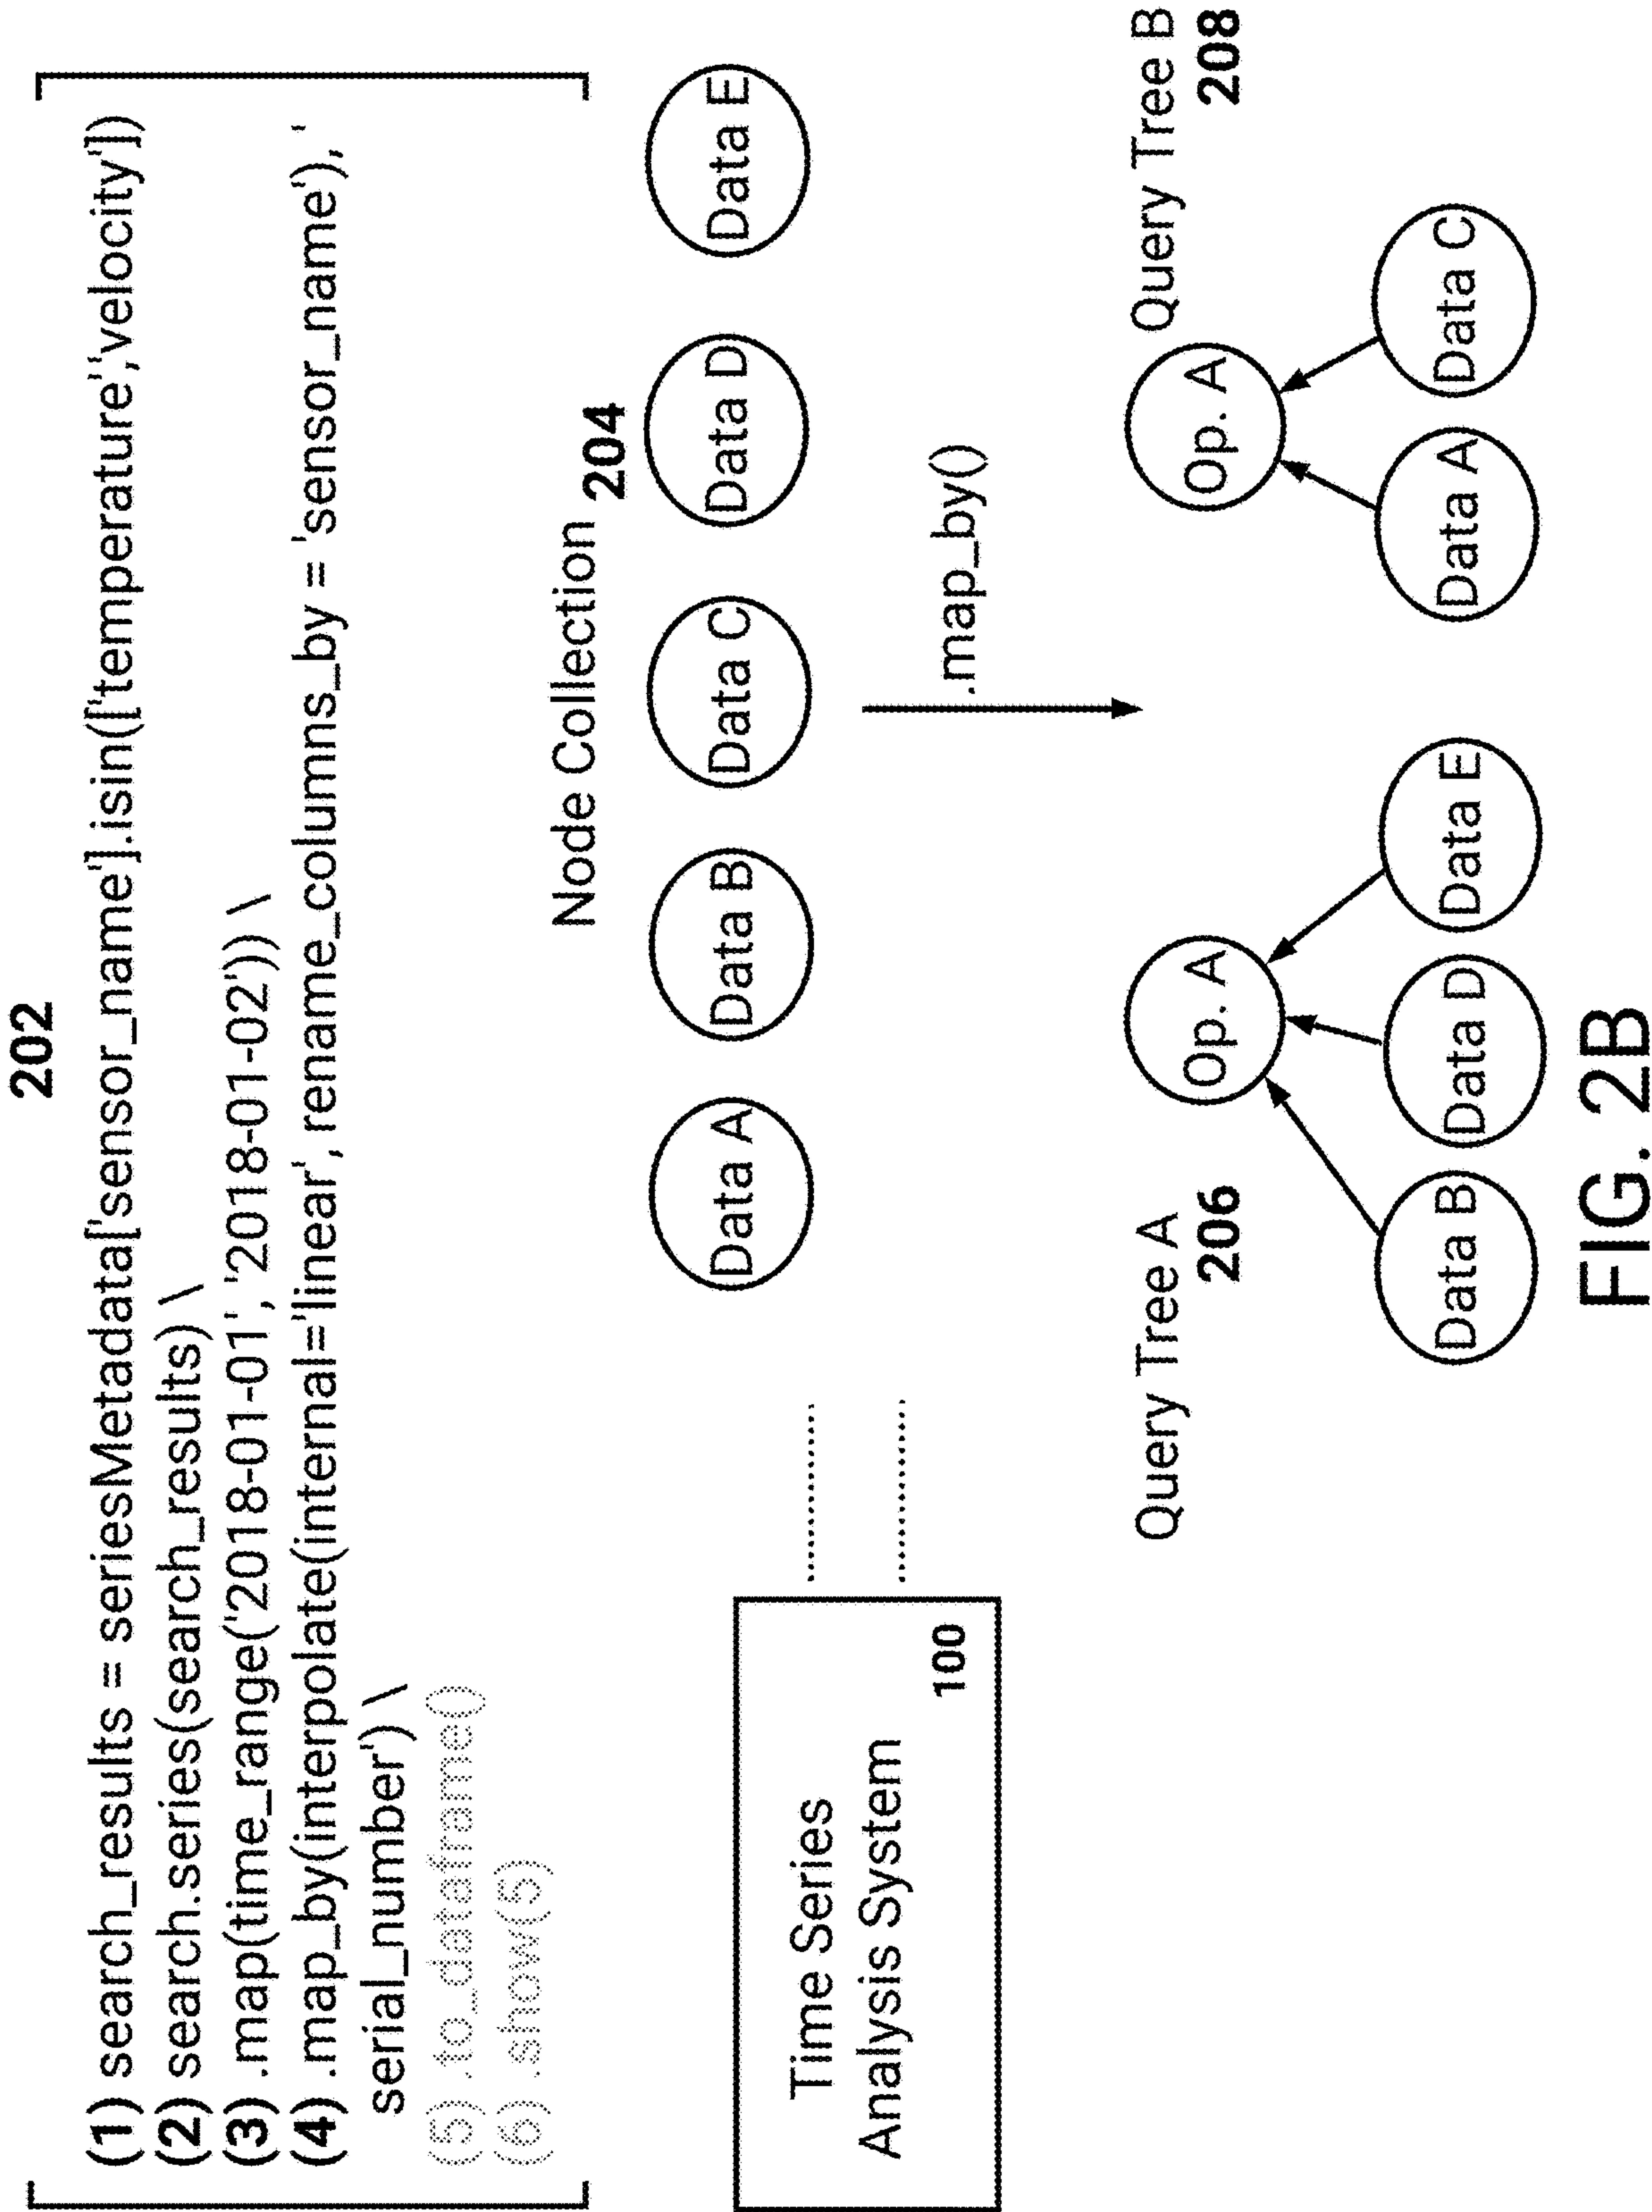 202
(1) search_results = seriesMetadata['sensor_name'].isin(['temperature','velocity'])
(2) search.series(search_results) \
(3) .map(time_range('2018-01-01', '2018-01-02')) \
(4) .map_by(interpolate(internal='linear', rename_columns_by = 'sensor_name'), '
serial_number') \
(5) .to_dataframe()
(6) .show(5)
Node Collection
204
Data A
Data B
Data C
Data D
Data E
Time Series
Analysis System
100
.map_by()
Query Tree A
206
Op. A
Data B
Data D
Data E
Query Tree B
208
Op. A
Data A
Data C
FIG. 2B